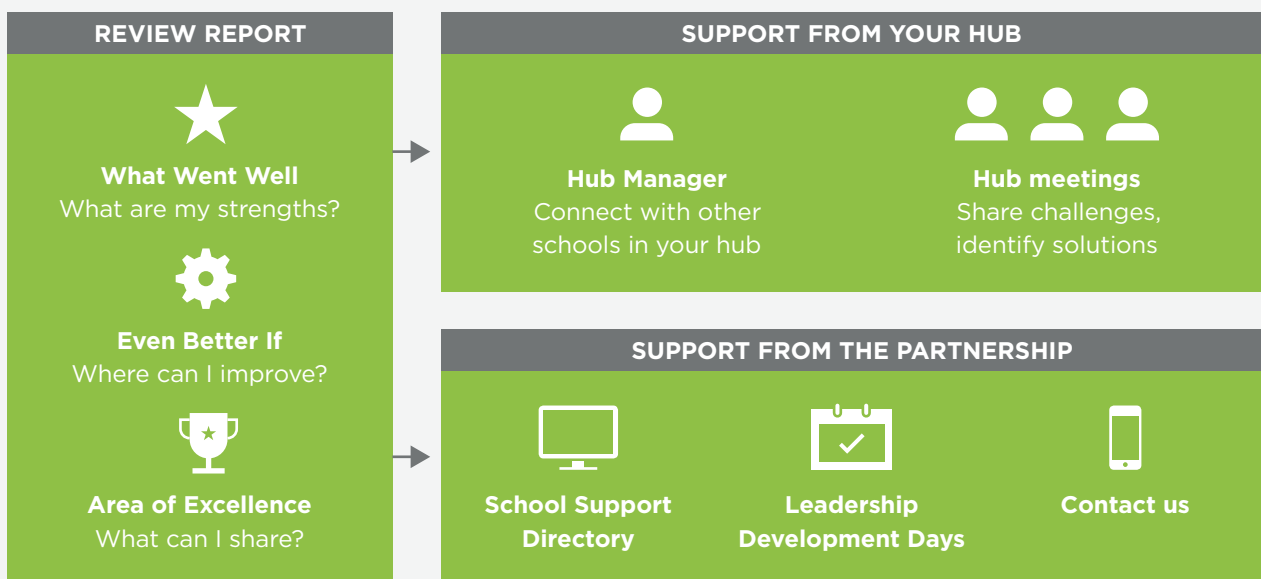 REVIEW REPORT
What Went Well
What are my strengths?
Even Better If
Where can I improve?
Area of Excellence
What can I share?
SUPPORT FROM YOUR HUB
Hub Manager
Connect with other
schools in your hub
Hub meetings
Share challenges,
identify solutions
SUPPORT FROM THE PARTNERSHIP
School Support
Directory
Leadership
Development Days
Contact us